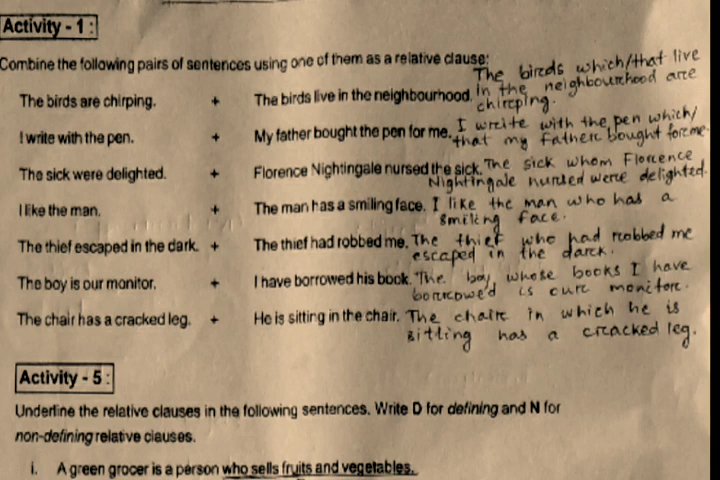 Activity - 1 :
Combine the following pairs of sentences using one of them as a relative clause:
The birds are chirping. + The birds live in the neighbourhood. The birds which/that live in the neighbourhood are chirping.
I write with the pen. + My father bought the pen for me. I write with the pen which/that my father bought for me.
The sick were delighted. + Florence Nightingale nursed the sick. The sick whom Florence Nightingale nursed were delighted.
I like the man. + The man has a smiling face. I like the man who has a smiling face.
The thief escaped in the dark. + The thief had robbed me. The thief who had robbed me escaped in the dark.
The boy is our monitor. + I have borrowed his book. The boy whose books I have borrowed is our monitor.
The chair has a cracked leg. + He is sitting in the chair. The chair in which he is sitting has a cracked leg.
Activity - 5 :
Underline the relative clauses in the following sentences. Write D for defining and N for
non-defining relative clauses.
i. A green grocer is a person who sells fruits and vegetables.